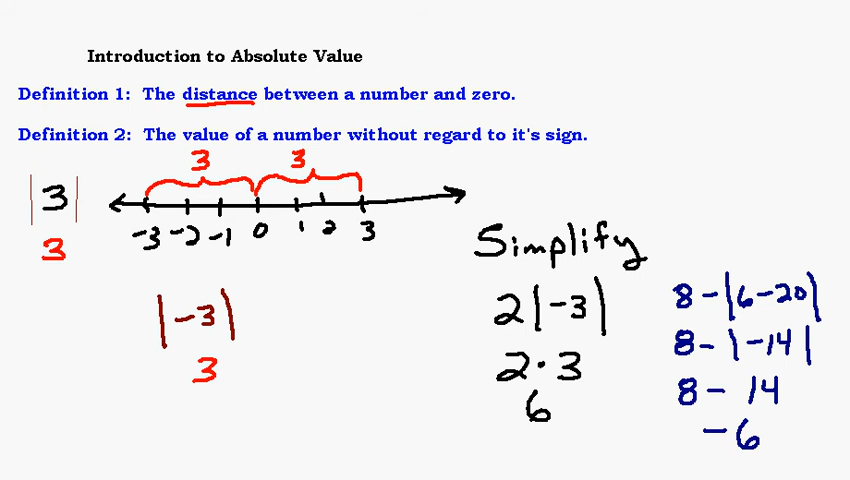 Introduction to Absolute Value
Definition 1: The distance between a number and zero.
Definition 2: The value of a number without regard to it's sign.
3 3
|3|
-3 -2 -1 0 1 2 3
3
|-3|
3
Simplify
2|-3|
2·3
6
8-|6-20|
8-|-14|
8- 14
-6